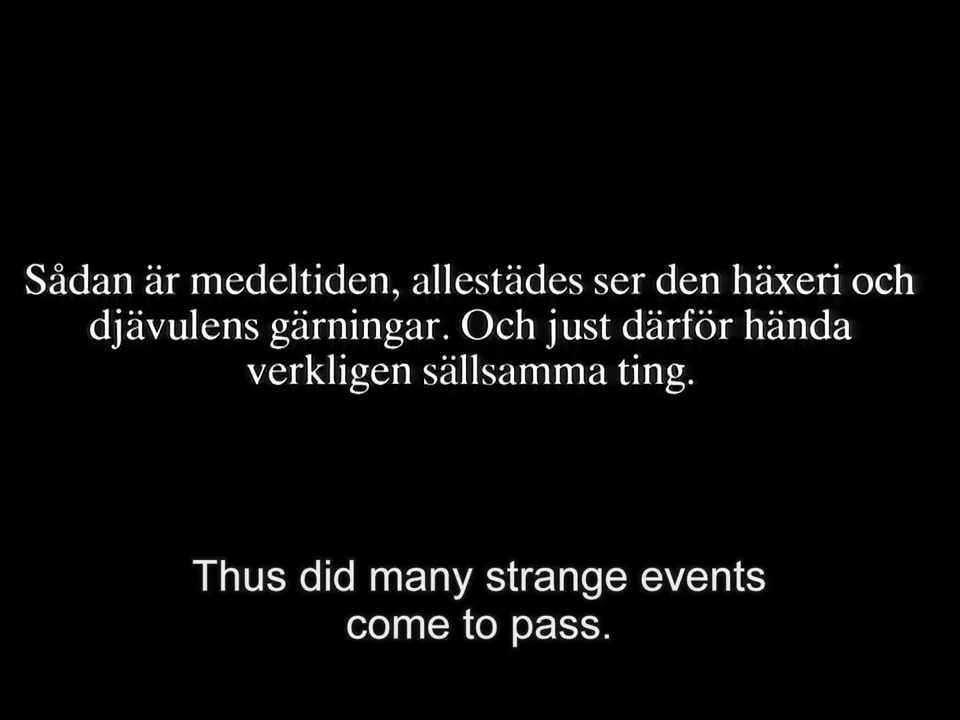 Sådan är medeltiden, allestädes ser den häxeri och
djävulens gärningar. Och just därför hända
verkligen sällsamma ting.
Thus did many strange events
come to pass.